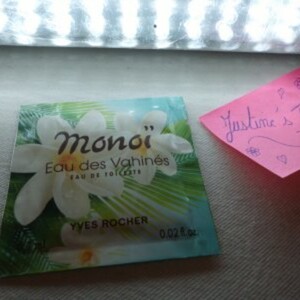 monoï
Eau des Vahinés
EAU DE TOILETTE
YVES ROCHER
0.02 fl.oz.
Justine's